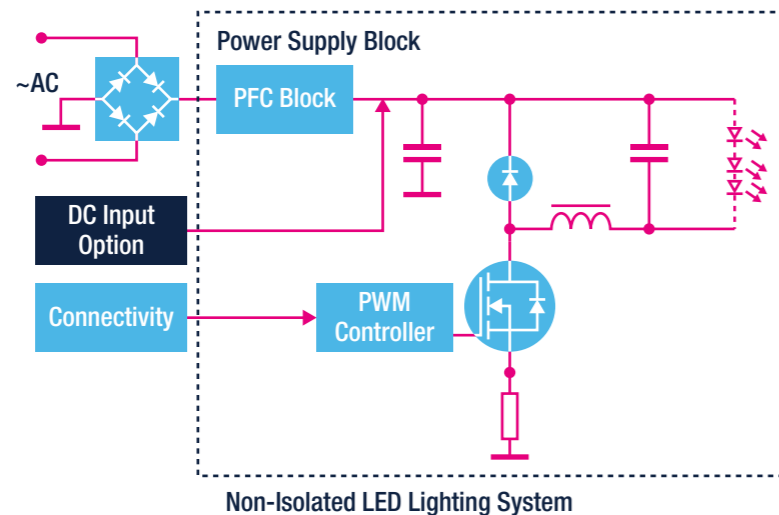 Power Supply Block
~AC
PFC Block
DC Input
Option
Connectivity
PWM
Controller
Non-Isolated LED Lighting System